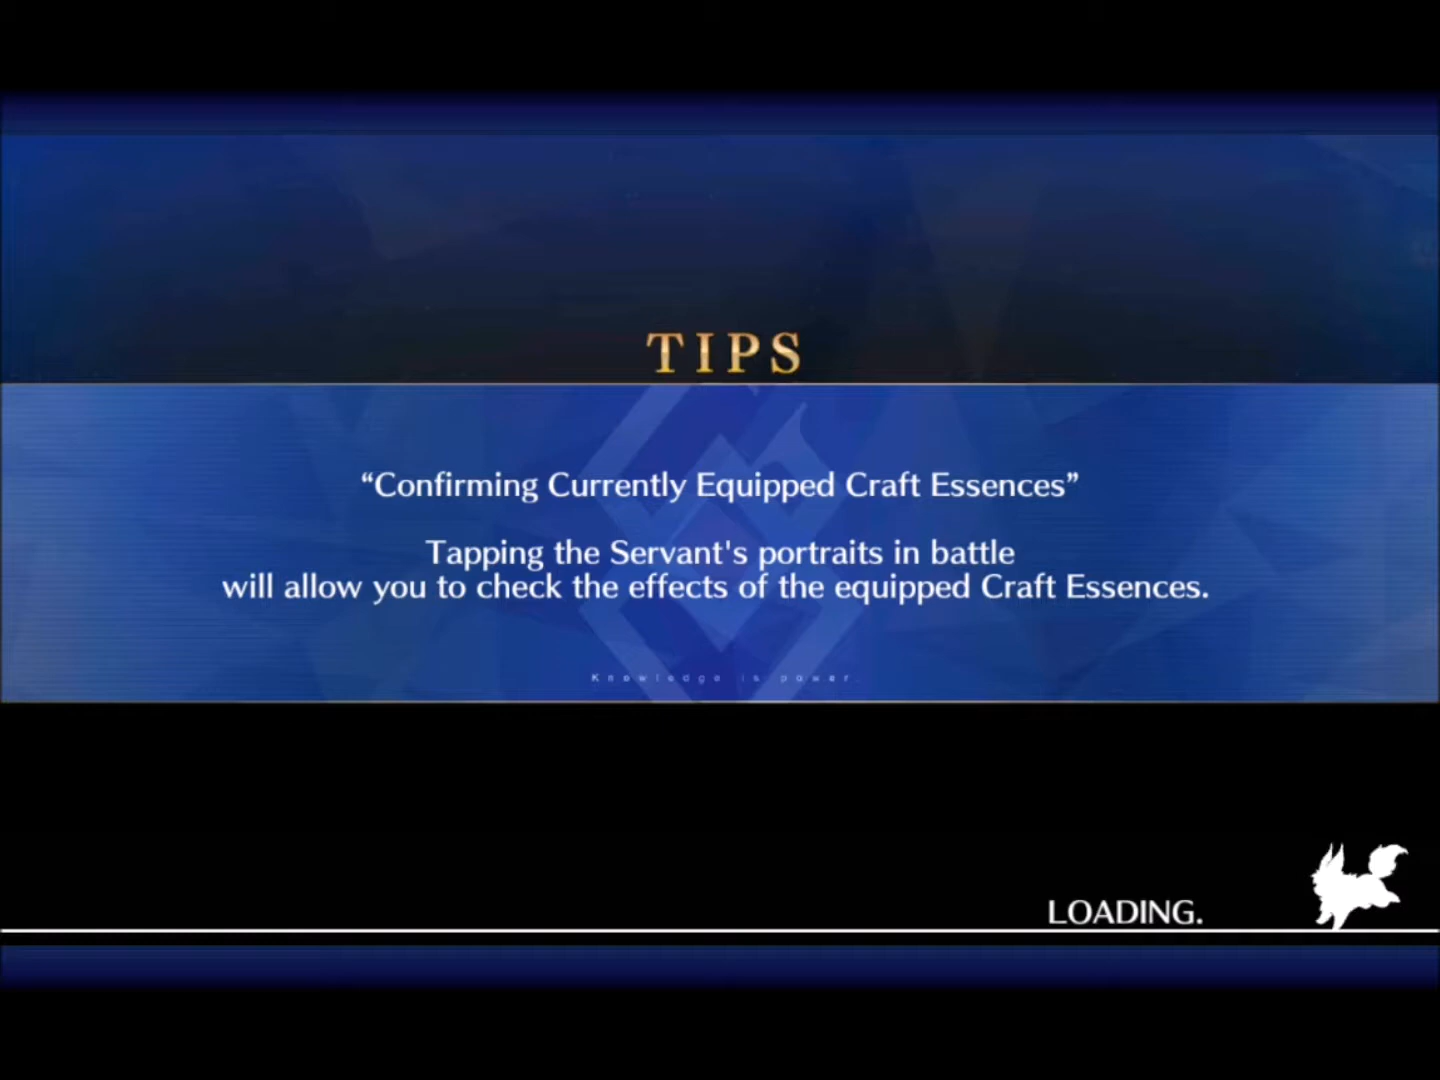 TIPS
“Confirming Currently Equipped Craft Essences”
Tapping the Servant's portraits in battle
will allow you to check the effects of the equipped Craft Essences.
Knowledge is power.
LOADING.